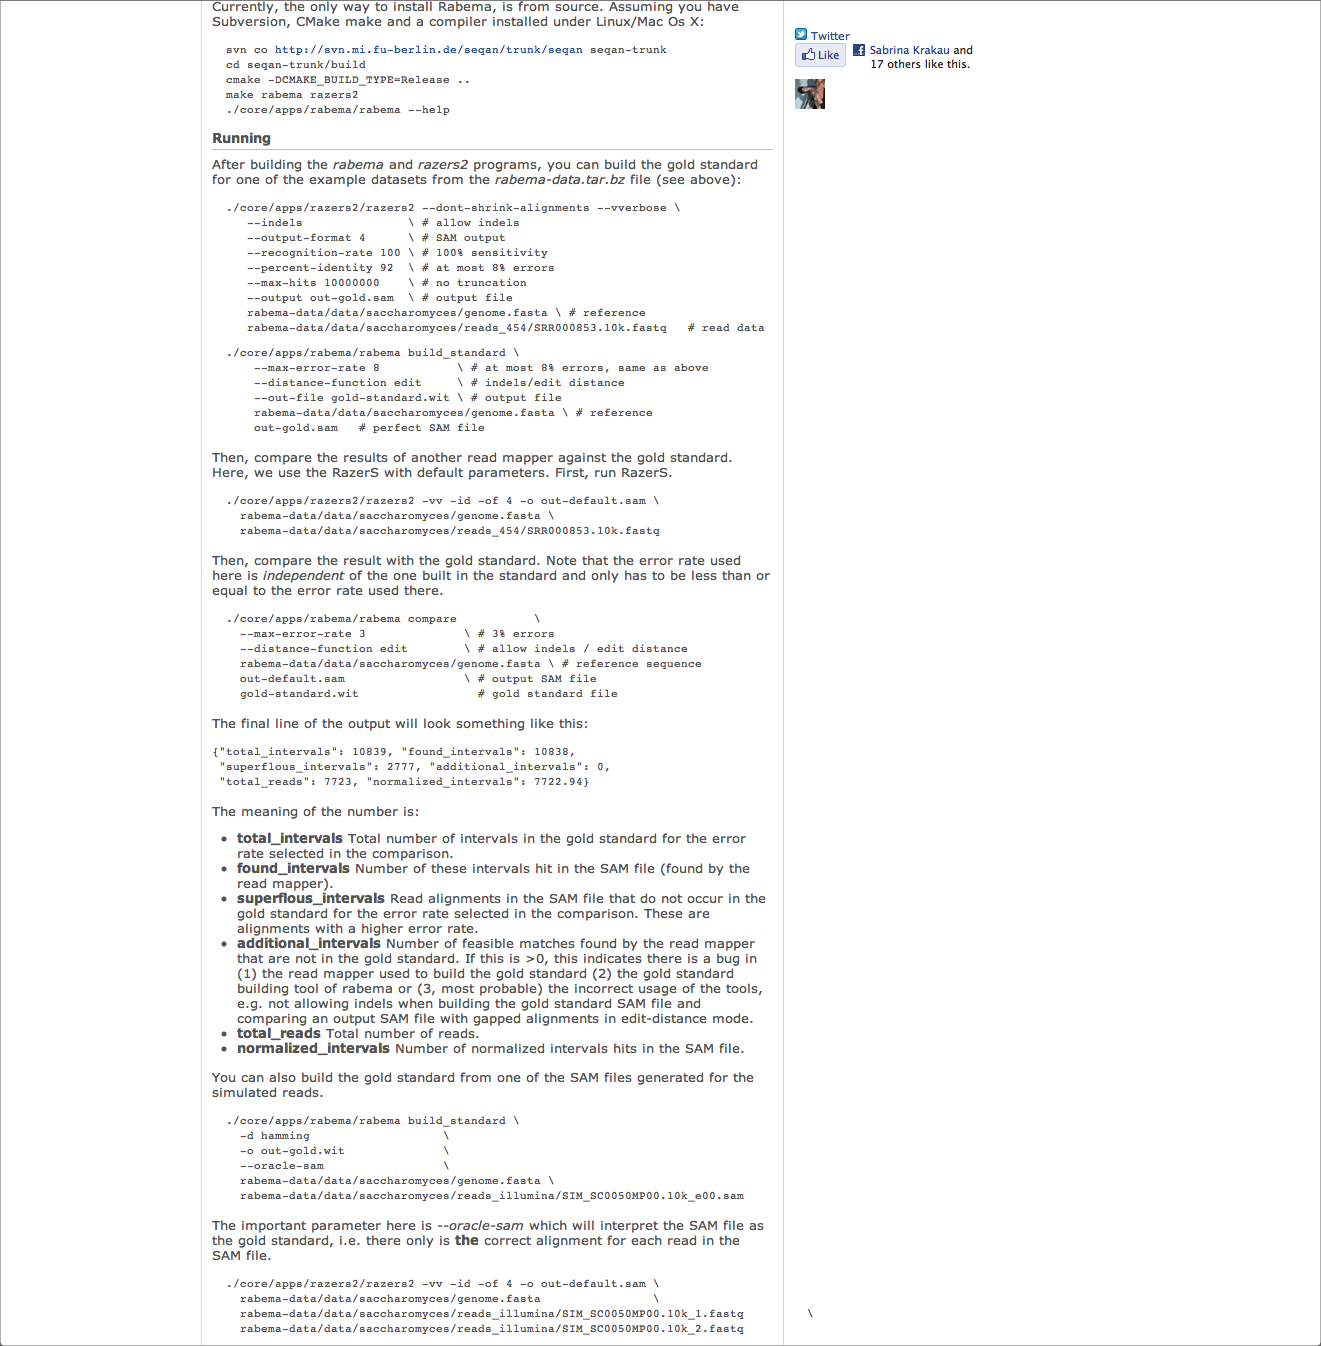 Currently, the only way to install Rabema, is from source. Assuming you have
Subversion, CMake make and a compiler installed under Linux/Mac Os X:
svn co http://svn.mi.fu-berlin.de/seqan/trunk/seqan seqan-trunk
cd seqan-trunk/build
cmake -DCMAKE_BUILD_TYPE=Release ..
make rabema razers2
./core/apps/rabema/rabema --help
Running
After building the rabema and razers2 programs, you can build the gold standard
for one of the example datasets from the rabema-data.tar.bz file (see above):
./core/apps/razers2/razers2 --dont-shrink-alignments --vverbose \
--indels \ # allow indels
--output-format 4 \ # SAM output
--recognition-rate 100 \ # 100% sensitivity
--percent-identity 92 \ # at most 8% errors
--max-hits 10000000 \ # no truncation
--output out-gold.sam \ # output file
rabema-data/data/saccharomyces/genome.fasta \ # reference
rabema-data/data/saccharomyces/reads_454/SRR000853.10k.fastq # read data
./core/apps/rabema/rabema build_standard \
--max-error-rate 8 \ # at most 8% errors, same as above
--distance-function edit \ # indels/edit distance
--out-file gold-standard.wit \ # output file
rabema-data/data/saccharomyces/genome.fasta \ # reference
out-gold.sam # perfect SAM file
Then, compare the results of another read mapper against the gold standard.
Here, we use the RazerS with default parameters. First, run RazerS.
./core/apps/razers2/razers2 -vv -id -of 4 -o out-default.sam \
rabema-data/data/saccharomyces/genome.fasta \
rabema-data/data/saccharomyces/reads_454/SRR000853.10k.fastq
Then, compare the result with the gold standard. Note that the error rate used
here is independent of the one built in the standard and only has to be less than or
equal to the error rate used there.
./core/apps/rabema/rabema compare \
--max-error-rate 3 \ # 3% errors
--distance-function edit \ # allow indels / edit distance
rabema-data/data/saccharomyces/genome.fasta \ # reference sequence
out-default.sam \ # output SAM file
gold-standard.wit # gold standard file
The final line of the output will look something like this:
{"total_intervals": 10839, "found_intervals": 10838,
"superflous_intervals": 2777, "additional_intervals": 0,
"total_reads": 7723, "normalized_intervals": 7722.94}
The meaning of the number is:
• total_intervals Total number of intervals in the gold standard for the error
rate selected in the comparison.
• found_intervals Number of these intervals hit in the SAM file (found by the
read mapper).
• superflous_intervals Read alignments in the SAM file that do not occur in the
gold standard for the error rate selected in the comparison. These are
alignments with a higher error rate.
• additional_intervals Number of feasible matches found by the read mapper
that are not in the gold standard. If this is >0, this indicates there is a bug in
(1) the read mapper used to build the gold standard (2) the gold standard
building tool of rabema or (3, most probable) the incorrect usage of the tools,
e.g. not allowing indels when building the gold standard SAM file and
comparing an output SAM file with gapped alignments in edit-distance mode.
• total_reads Total number of reads.
• normalized_intervals Number of normalized intervals hits in the SAM file.
You can also build the gold standard from one of the SAM files generated for the
simulated reads.
./core/apps/rabema/rabema build_standard \
-d hamming \
-o out-gold.wit \
--oracle-sam \
rabema-data/data/saccharomyces/genome.fasta \
rabema-data/data/saccharomyces/reads_illumina/SIM_SC0050MP00.10k_e00.sam
The important parameter here is --oracle-sam which will interpret the SAM file as
the gold standard, i.e. there only is the correct alignment for each read in the
SAM file.
./core/apps/razers2/razers2 -vv -id -of 4 -o out-default.sam \
rabema-data/data/saccharomyces/genome.fasta \
rabema-data/data/saccharomyces/reads_illumina/SIM_SC0050MP00.10k_1.fastq \
rabema-data/data/saccharomyces/reads_illumina/SIM_SC0050MP00.10k_2.fastq
Twitter
Like
Sabrina Krakau and
17 others like this.